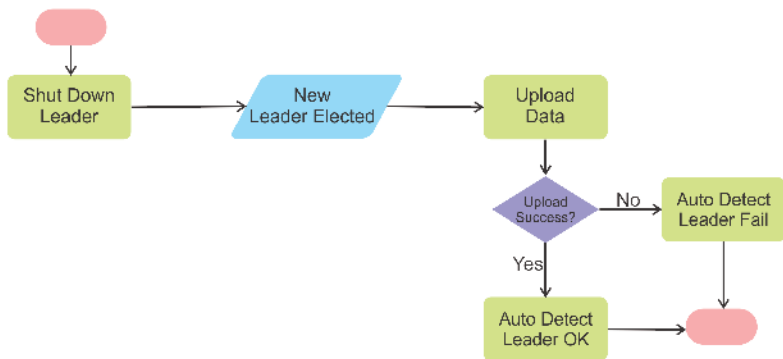 Shut Down
Leader
New
Leader Elected
Upload
Data
Upload
Success?
No
Auto Detect
Leader Fail
Yes
Auto Detect
Leader OK